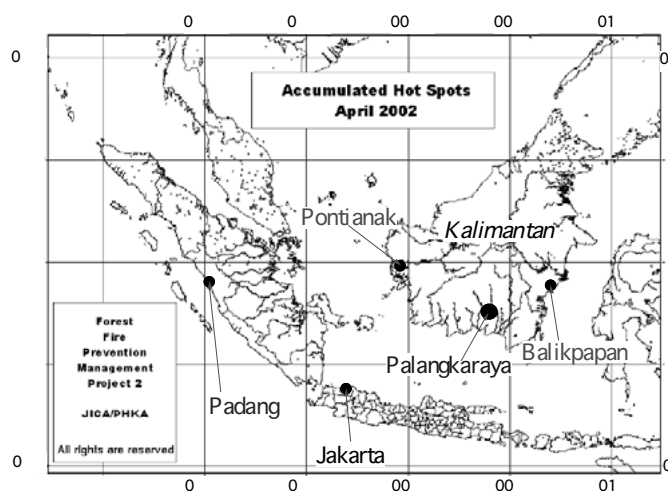 0 0 00 00 01
0 0
Accumulated Hot Spots
April 2002
Pontianak
Kalimantan
Forest
Fire
Prevention
Management
Project 2
JICA/PHKA
All rights are reserved
Padang
Palangkaraya
Balikpapan
Jakarta
0 0
0 0 00 00 01